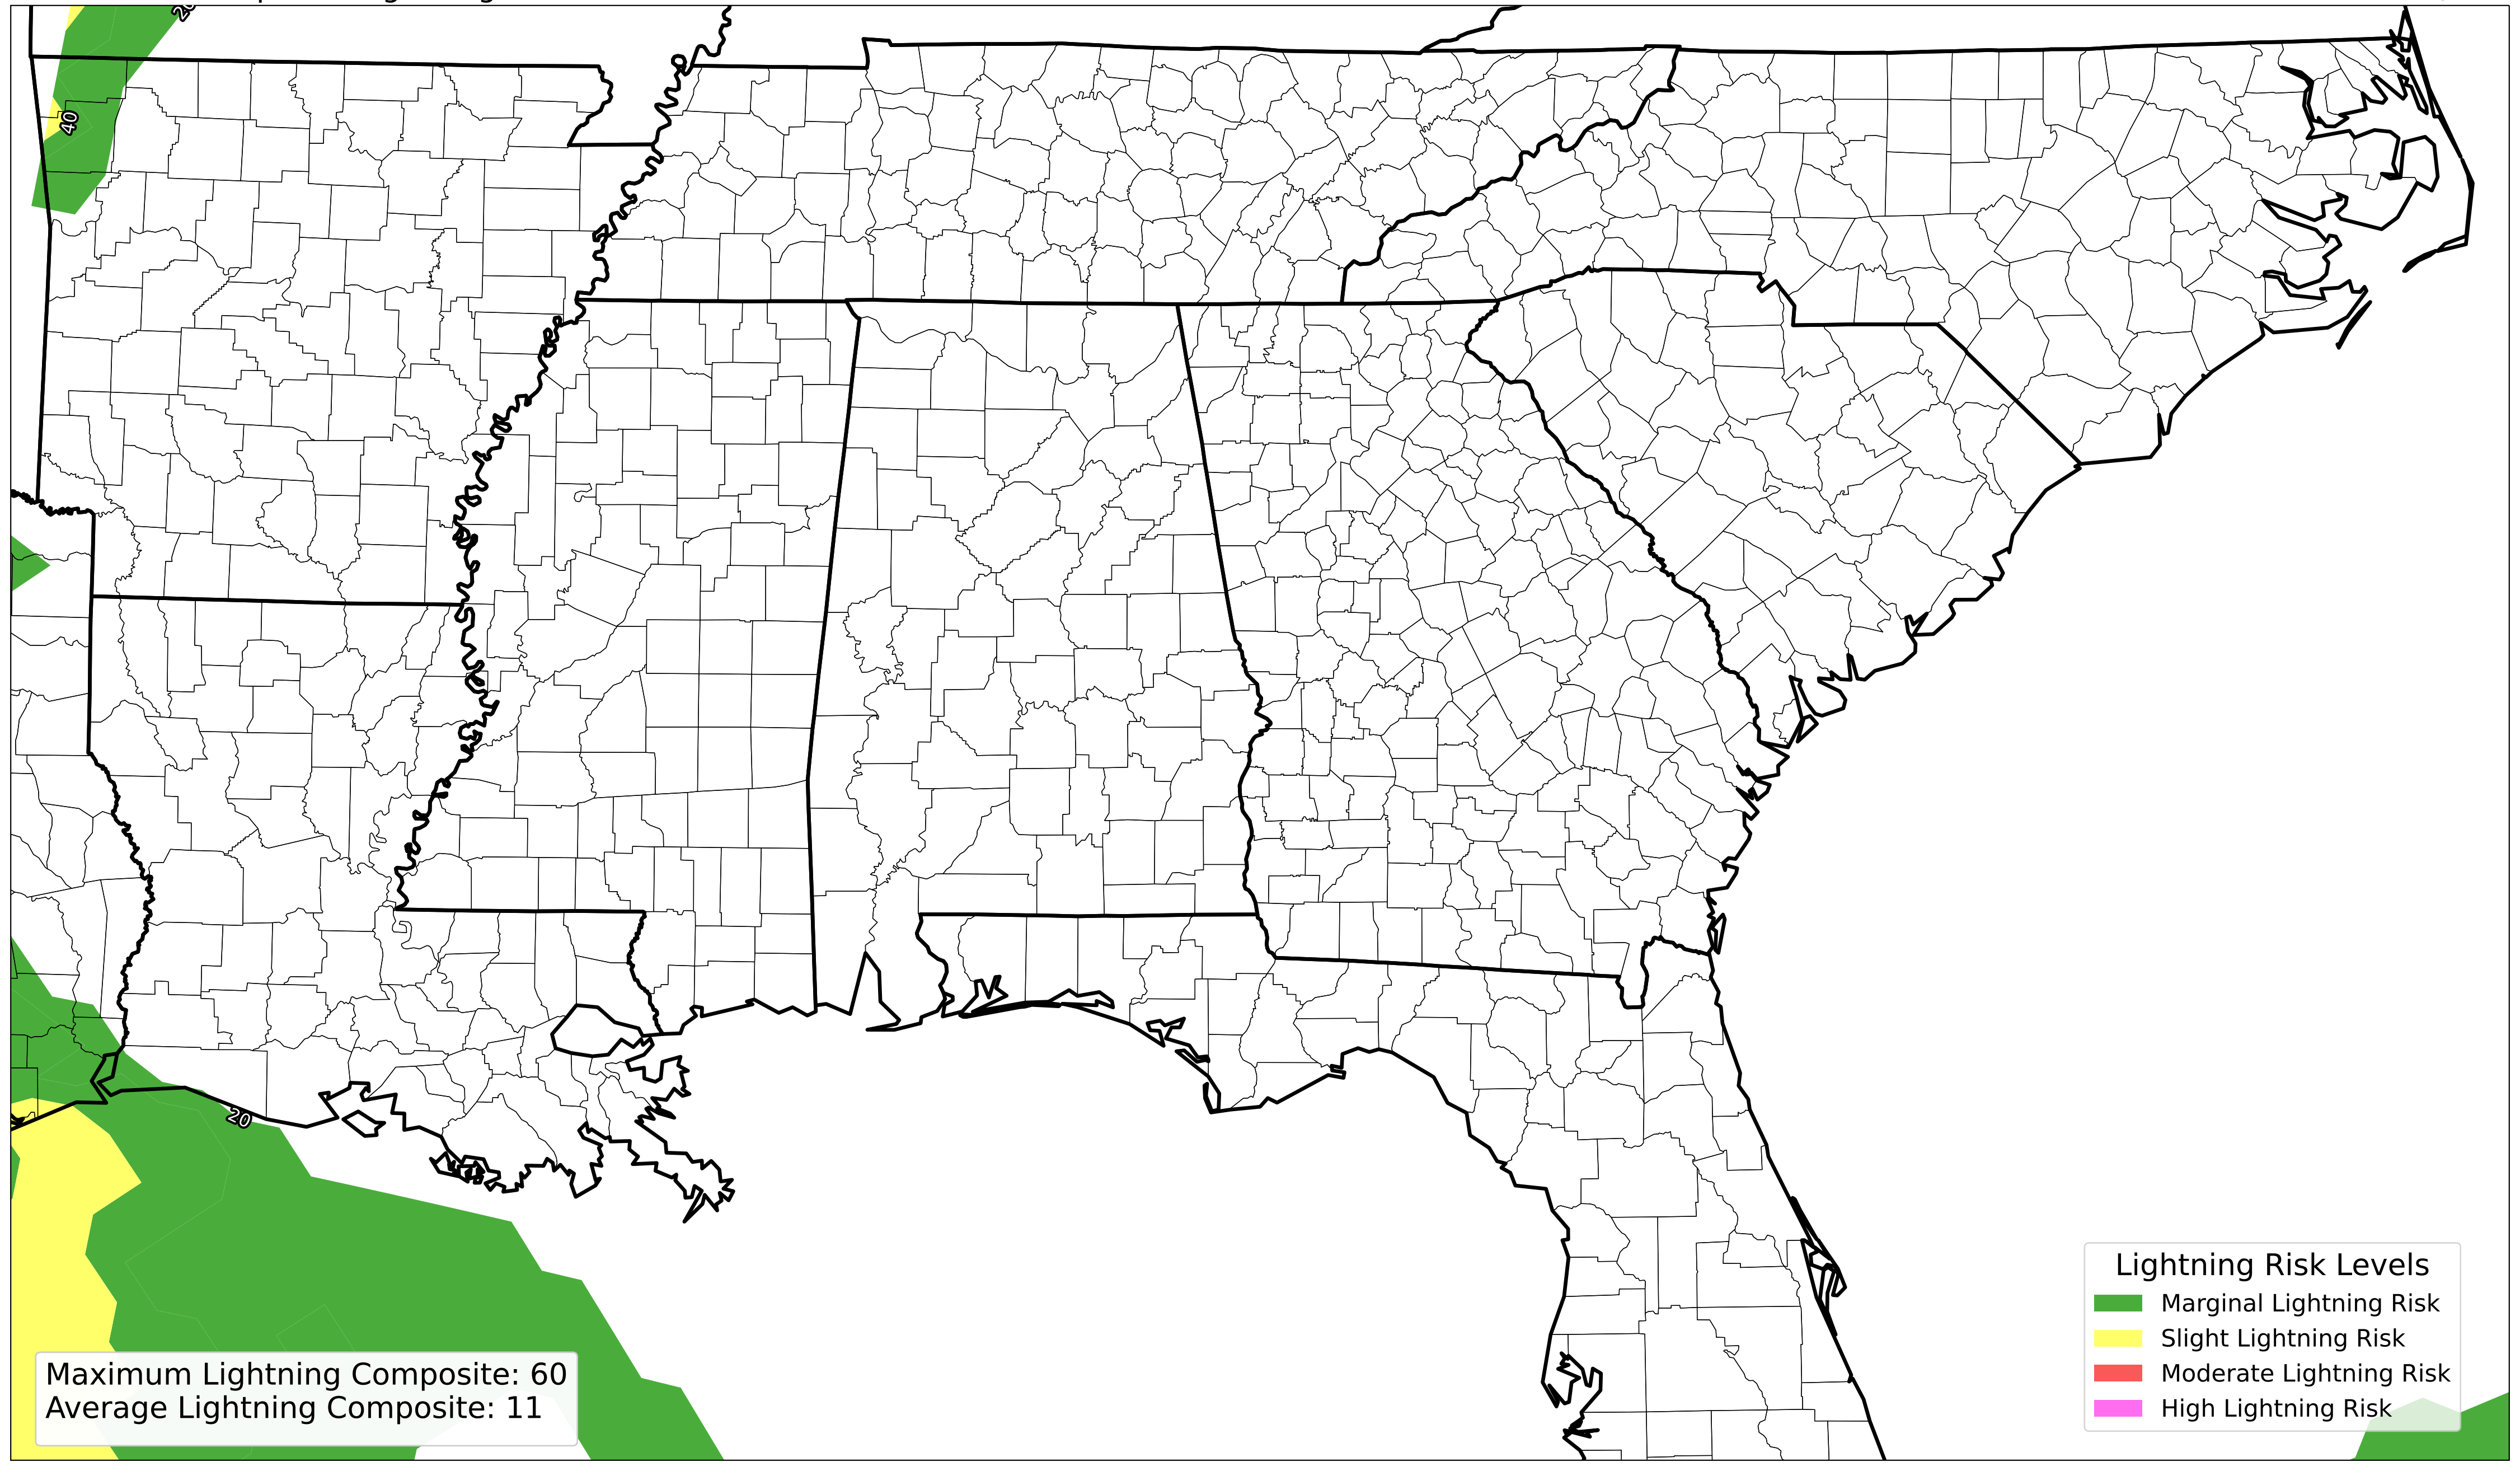 20
40
20
Lightning Risk Levels
Marginal Lightning Risk
Slight Lightning Risk
Moderate Lightning Risk
High Lightning Risk
Maximum Lightning Composite: 60
Average Lightning Composite: 11